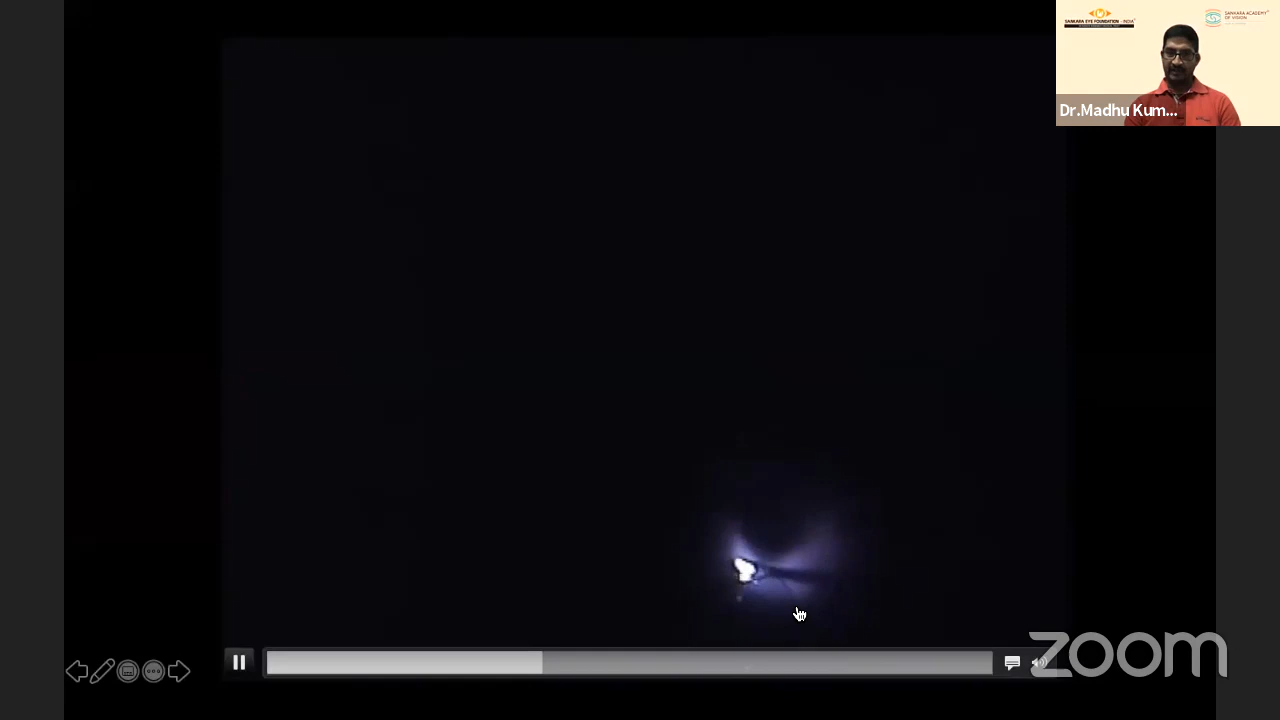 SANKARA EYE FOUNDATION - INDIA
SANKARA ACADEMY
OF VISION
Dr.Madhu Kum...
zoom